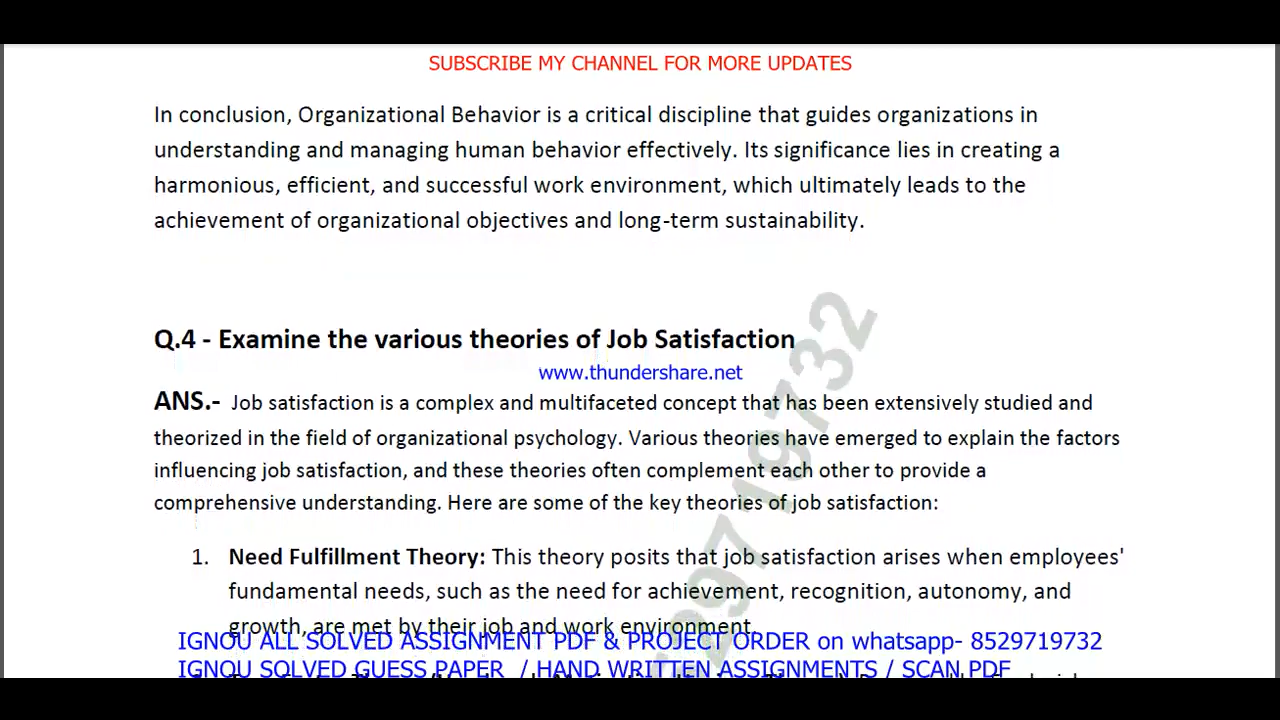 SUBSCRIBE MY CHANNEL FOR MORE UPDATES
In conclusion, Organizational Behavior is a critical discipline that guides organizations in
understanding and managing human behavior effectively. Its significance lies in creating a
harmonious, efficient, and successful work environment, which ultimately leads to the
achievement of organizational objectives and long-term sustainability.
Q.4 - Examine the various theories of Job Satisfaction
www.thundershare.net
ANS.- Job satisfaction is a complex and multifaceted concept that has been extensively studied and
theorized in the field of organizational psychology. Various theories have emerged to explain the factors
influencing job satisfaction, and these theories often complement each other to provide a
comprehensive understanding. Here are some of the key theories of job satisfaction:
1. Need Fulfillment Theory: This theory posits that job satisfaction arises when employees'
fundamental needs, such as the need for achievement, recognition, autonomy, and
growth, are met by their job and work environment.
IGNOU ALL SOLVED ASSIGNMENT PDF & PROJECT ORDER on whatsapp- 8529719732
IGNOU SOLVED GUESS PAPER / HAND WRITTEN ASSIGNMENTS / SCAN PDF